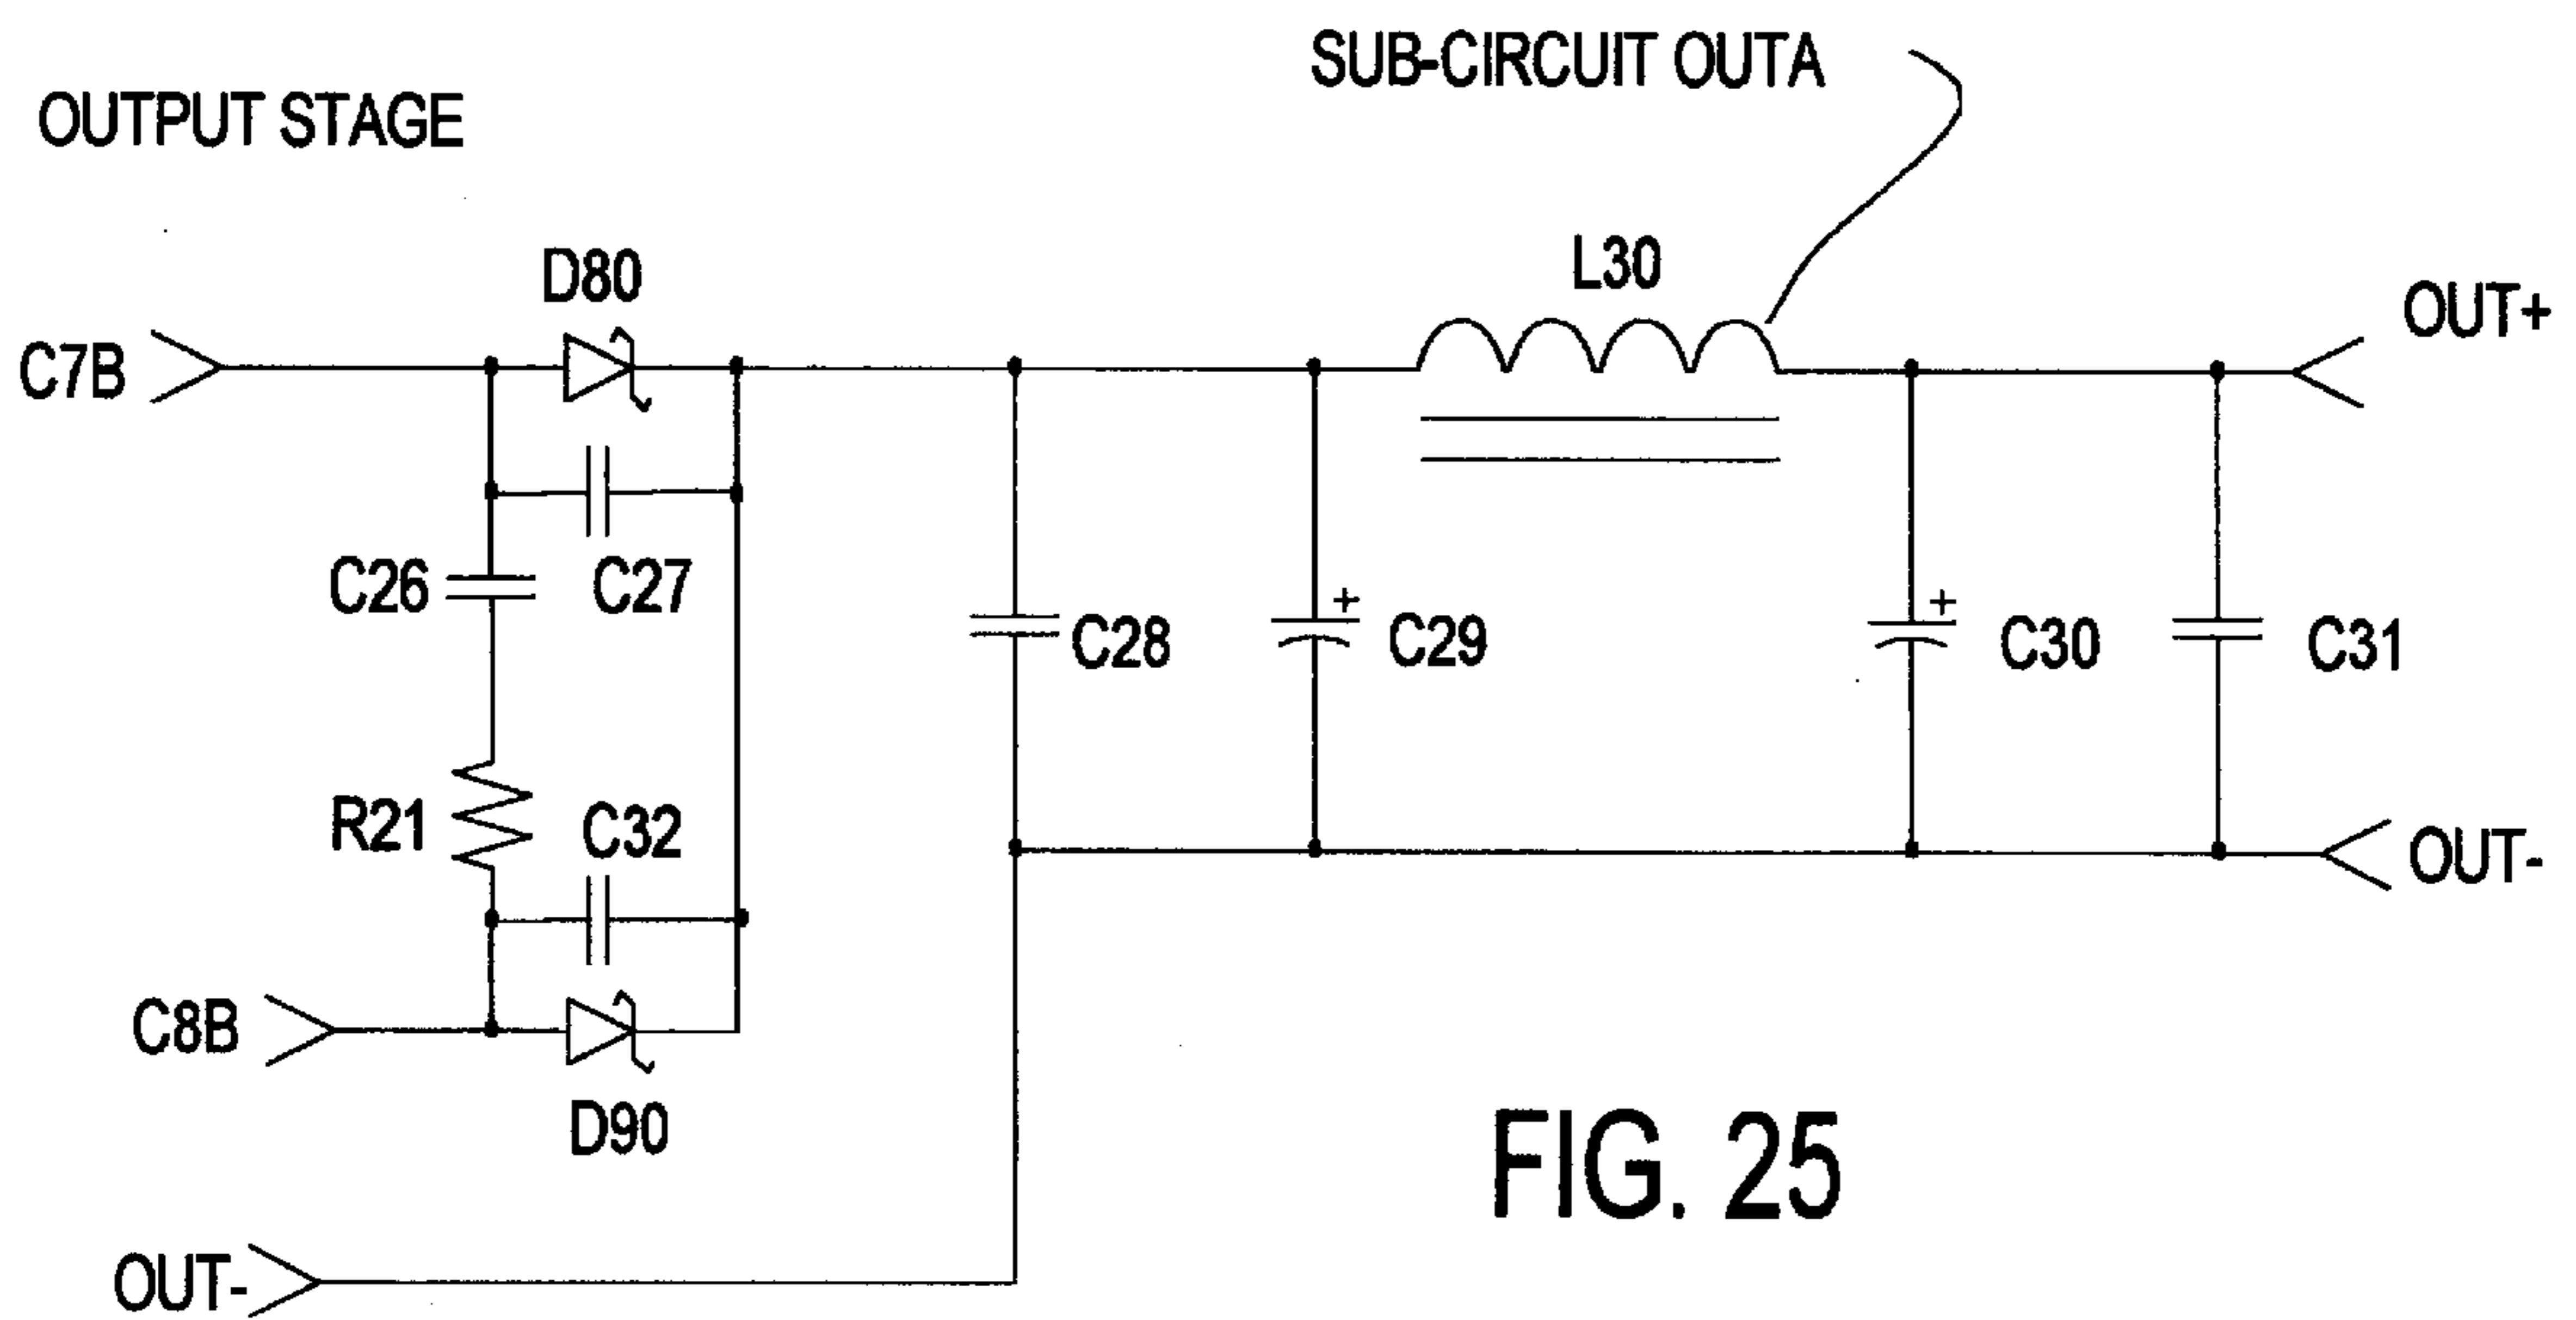 SUB-CIRCUIT OUTA
OUTPUT STAGE
D80
L30
OUT+
C7B
C26
C27
C28
+
C29
+
C30
C31
R21
C32
OUT-
C8B
D90
FIG. 25
OUT-